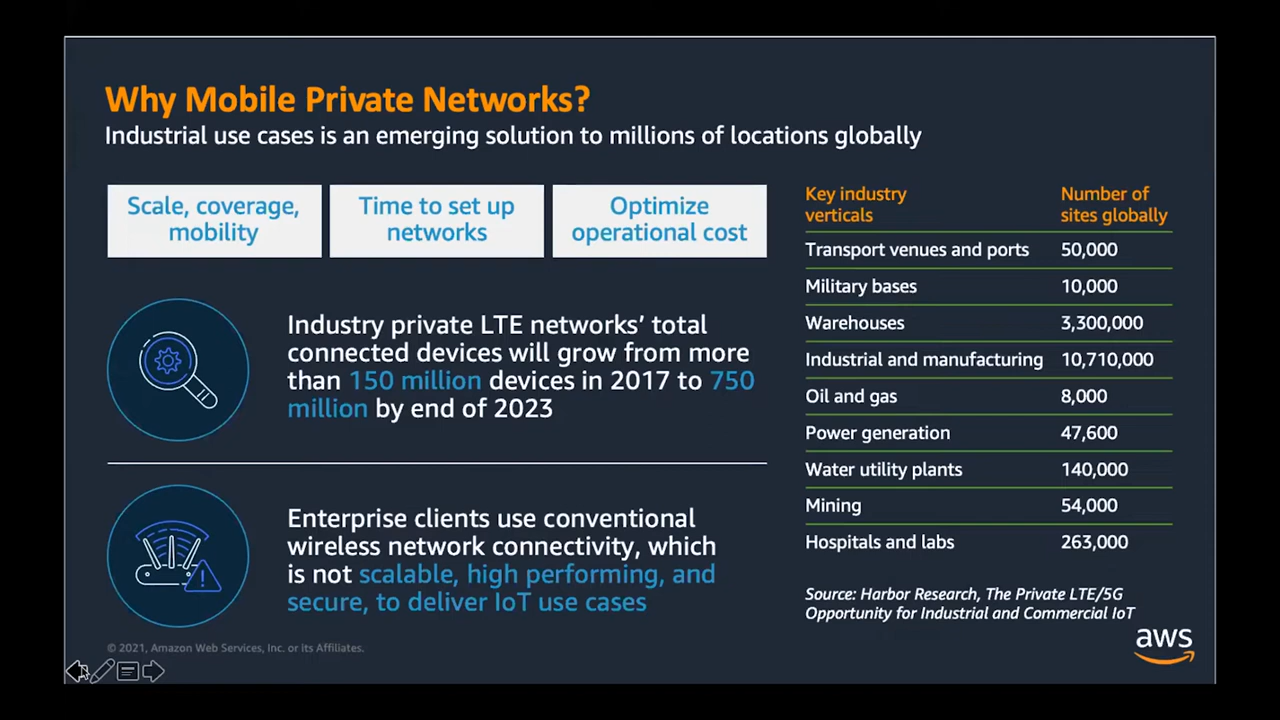 Why Mobile Private Networks?
Industrial use cases is an emerging solution to millions of locations globally
Scale, coverage,
mobility
Time to set up
networks
Optimize
operational cost
Industry private LTE networks’ total
connected devices will grow from more
than 150 million devices in 2017 to 750
million by end of 2023
Enterprise clients use conventional
wireless network connectivity, which
is not scalable, high performing, and
secure, to deliver IoT use cases
Key industry
verticals
Number of
sites globally
Transport venues and ports 50,000
Military bases 10,000
Warehouses 3,300,000
Industrial and manufacturing 10,710,000
Oil and gas 8,000
Power generation 47,600
Water utility plants 140,000
Mining 54,000
Hospitals and labs 263,000
Source: Harbor Research, The Private LTE/5G
Opportunity for Industrial and Commercial IoT
© 2021, Amazon Web Services, Inc. or its Affiliates.
aws